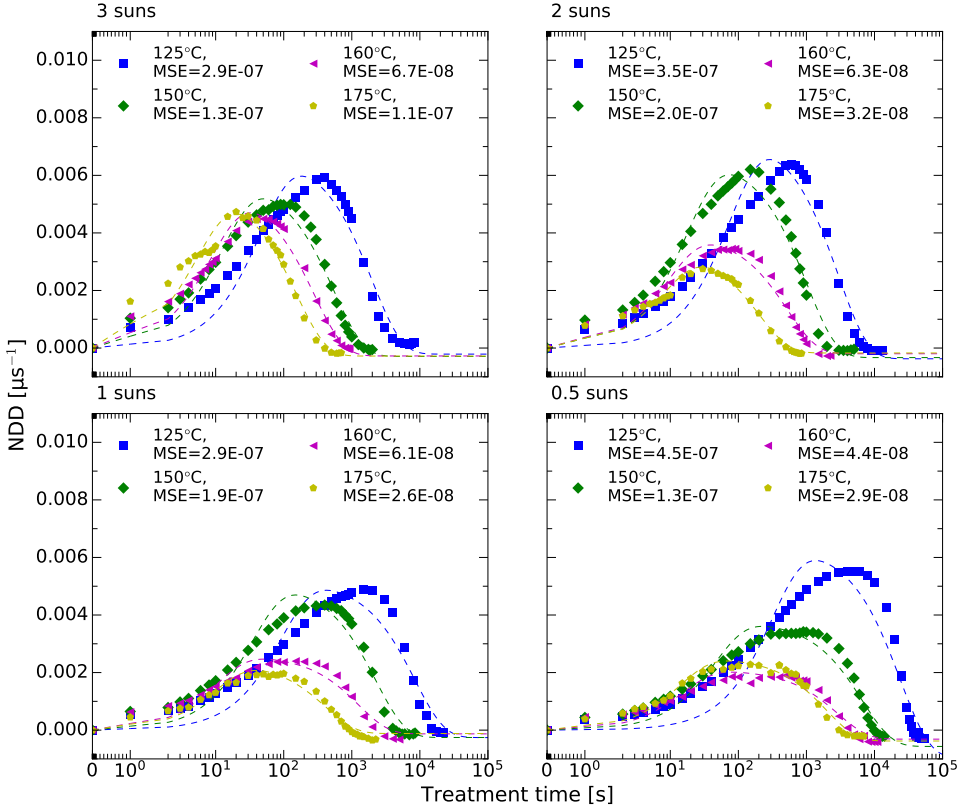 3 suns
2 suns
125°C,
MSE=2.9E-07
150°C,
MSE=1.3E-07
160°C,
MSE=6.7E-08
175°C,
MSE=1.1E-07
125°C,
MSE=3.5E-07
150°C,
MSE=2.0E-07
160°C,
MSE=6.3E-08
175°C,
MSE=3.2E-08
0.010
0.008
0.006
0.004
0.002
0.000
NDD [µs⁻¹]
1 suns
0.5 suns
125°C,
MSE=2.9E-07
150°C,
MSE=1.9E-07
160°C,
MSE=6.1E-08
175°C,
MSE=2.6E-08
125°C,
MSE=4.5E-07
150°C,
MSE=1.3E-07
160°C,
MSE=4.4E-08
175°C,
MSE=2.9E-08
0.010
0.008
0.006
0.004
0.002
0.000
0 10⁰ 10¹ 10² 10³ 10⁴ 10⁵
0 10⁰ 10¹ 10² 10³ 10⁴ 10⁵
Treatment time [s]